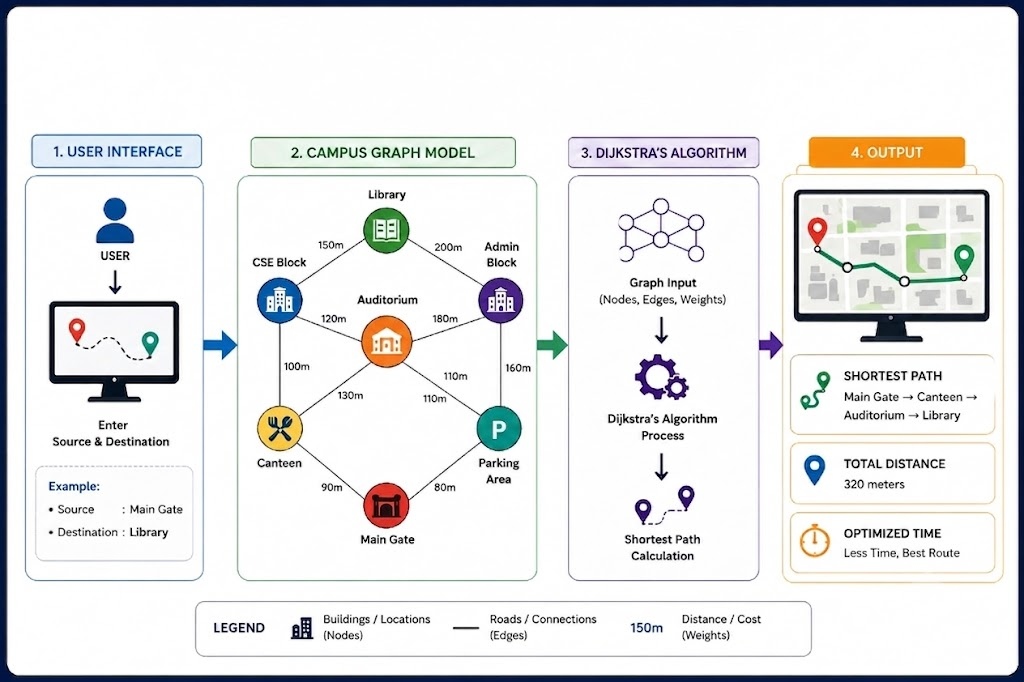 1. USER INTERFACE
USER
Enter
Source & Destination
Example:
• Source : Main Gate
• Destination : Library
2. CAMPUS GRAPH MODEL
Library
150m
200m
CSE Block
Admin
Block
Auditorium
120m
180m
100m
160m
130m
110m
110m
Canteen
Parking
Area
P
90m
80m
Main Gate
3. DIJKSTRA'S ALGORITHM
Graph Input
(Nodes, Edges, Weights)
Dijkstra's Algorithm
Process
Shortest Path
Calculation
4. OUTPUT
SHORTEST PATH
Main Gate → Canteen →
Auditorium → Library
TOTAL DISTANCE
320 meters
OPTIMIZED TIME
Less Time, Best Route
LEGEND
Buildings / Locations
(Nodes)
Roads / Connections
(Edges)
150m
Distance / Cost
(Weights)